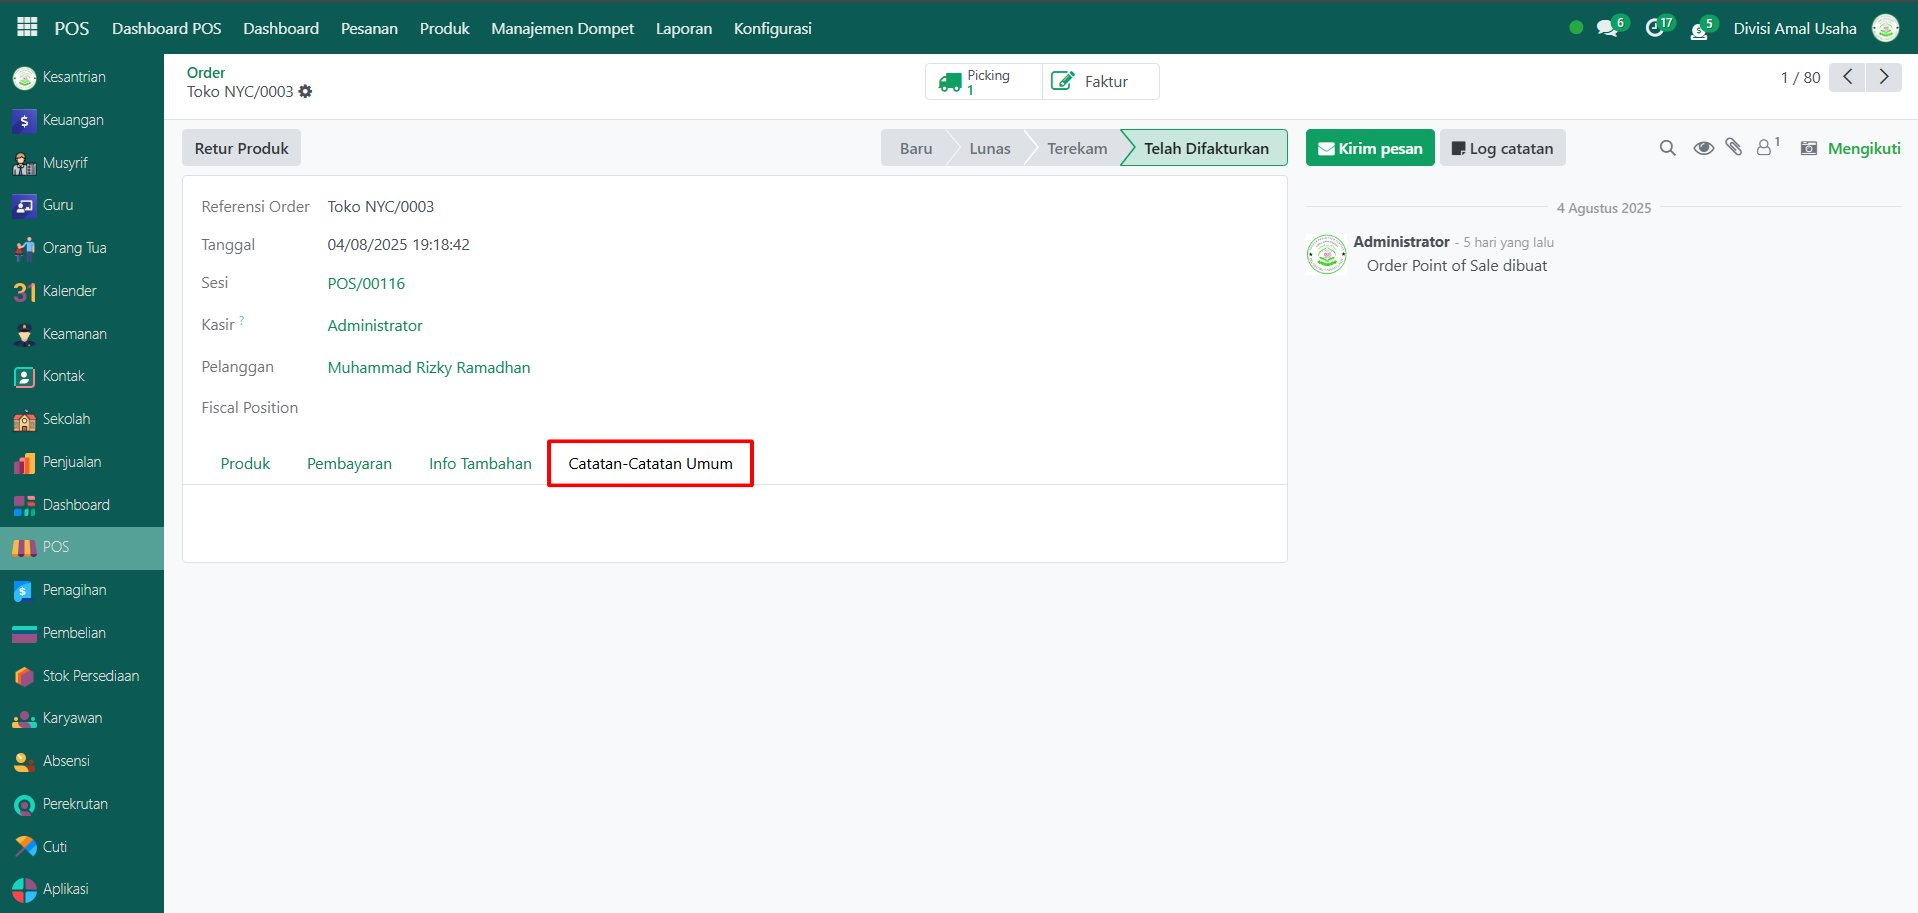 POS
Dashboard POS
Dashboard
Pesanan
Produk
Manajemen Dompet
Laporan
Konfigurasi
6
17
5
Divisi Amal Usaha
Kesantrian
Keuangan
Musyrif
Guru
Orang Tua
31
Kalender
Keamanan
Kontak
Sekolah
Penjualan
Dashboard
POS
Penagihan
Pembelian
Stok Persediaan
Karyawan
Absensi
Perekrutan
Cuti
Aplikasi
Order
Toko NYC/0003
Picking
1
Faktur
1 / 80
Retur Produk
Baru
Lunas
Terekam
Telah Difakturkan
Kirim pesan
Log catatan
1
Mengikuti
Referensi Order Toko NYC/0003
Tanggal 04/08/2025 19:18:42
Sesi POS/00116
Kasir ? Administrator
Pelanggan Muhammad Rizky Ramadhan
Fiscal Position
Produk
Pembayaran
Info Tambahan
Catatan-Catatan Umum
4 Agustus 2025
Administrator - 5 hari yang lalu
Order Point of Sale dibuat